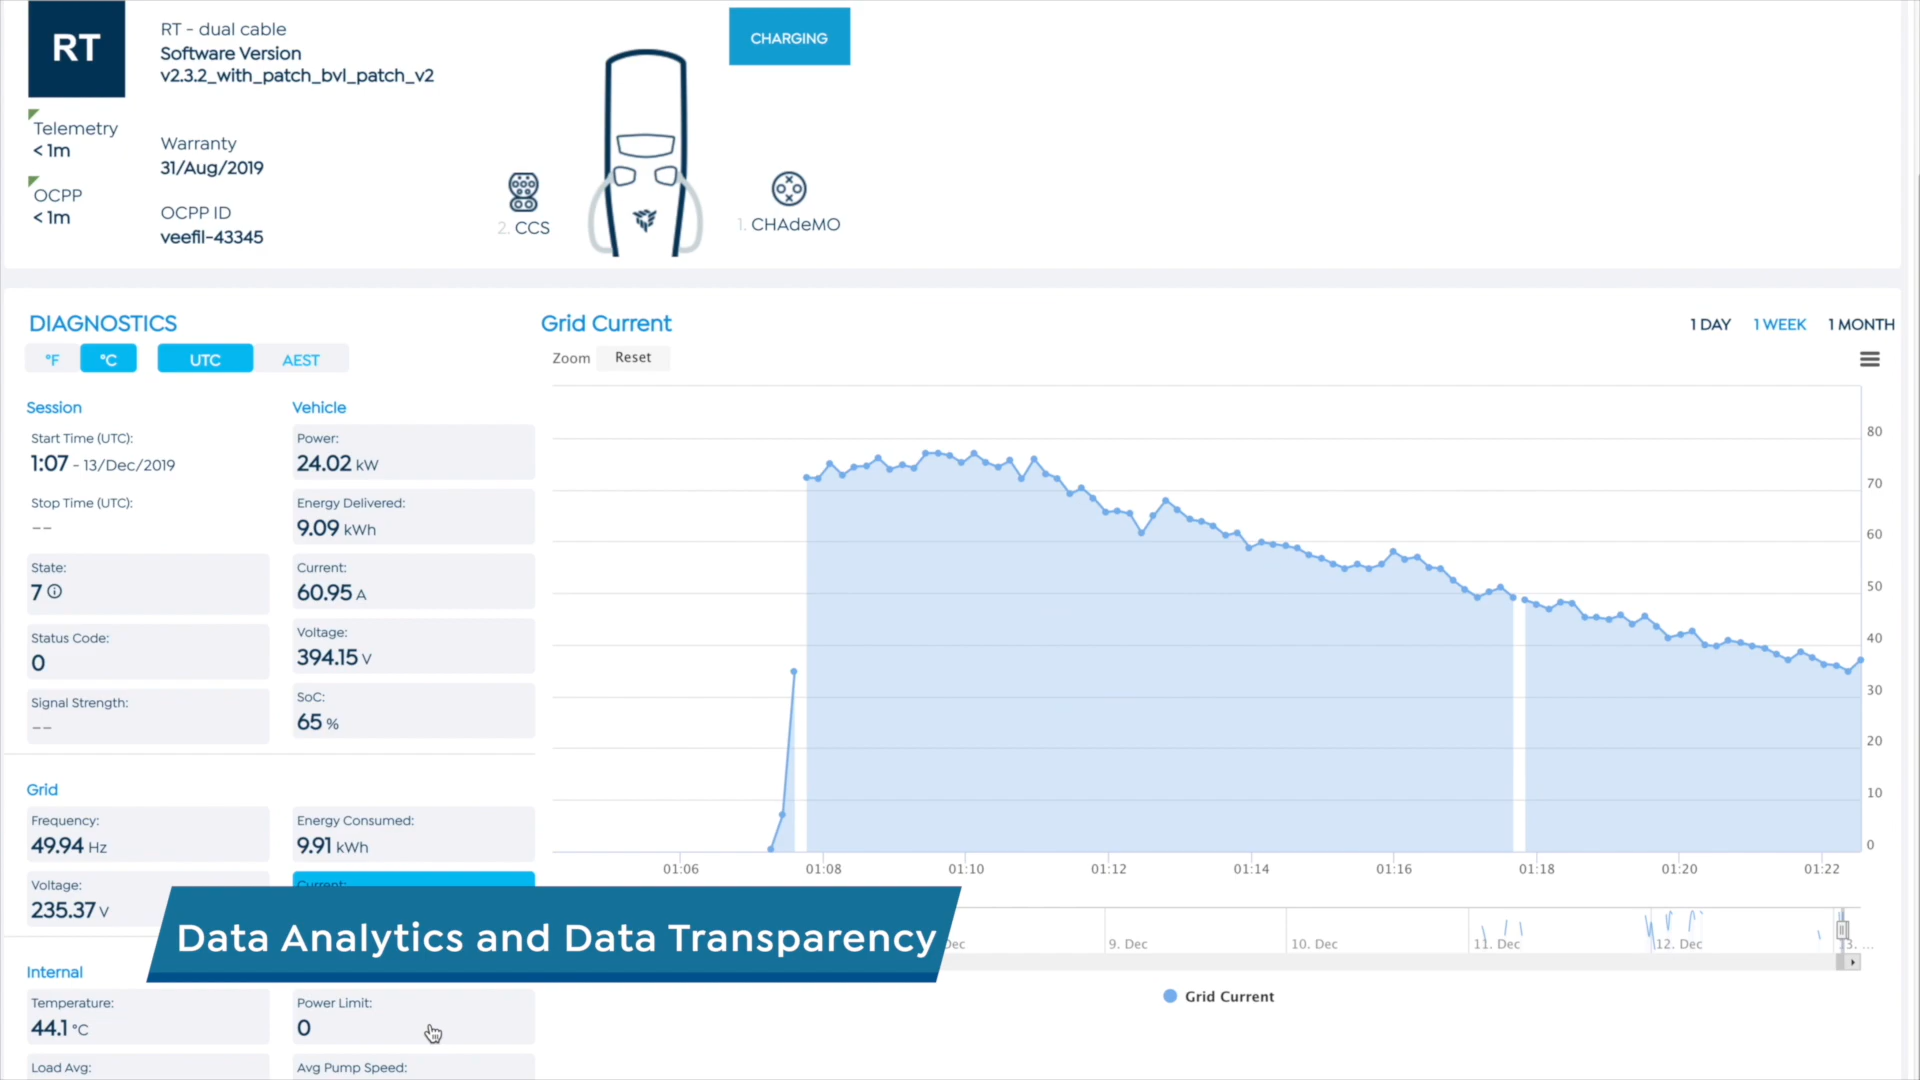 RT
RT - dual cable
Software Version
v2.3.2_with_patch_bvl_patch_v2
CHARGING
Telemetry
< 1m
Warranty
31/Aug/2019
OCPP
< 1m
OCPP ID
veefil-43345
2. CCS
1. CHAdeMO
DIAGNOSTICS
°F
°C
UTC
AEST
Grid Current
1 DAY
1 WEEK
1 MONTH
Zoom
Reset
Session
Start Time (UTC):
1:07 - 13/Dec/2019
Stop Time (UTC):
--
State:
7
Status Code:
0
Signal Strength:
--
Vehicle
Power:
24.02 kW
Energy Delivered:
9.09 kWh
Current:
60.95 A
Voltage:
394.15 V
SoC:
65 %
80
70
60
50
40
30
20
10
0
01:06
01:08
01:10
01:12
01:14
01:16
01:18
01:20
01:22
Grid
Frequency:
49.94 Hz
Energy Consumed:
9.91 kWh
Voltage:
235.37 V
Current:
Data Analytics and Data Transparency
Dec
9. Dec
10. Dec
11. Dec
12. Dec
13. ...
Grid Current
Internal
Temperature:
44.1 °C
Power Limit:
0
Load Avg:
Avg Pump Speed: